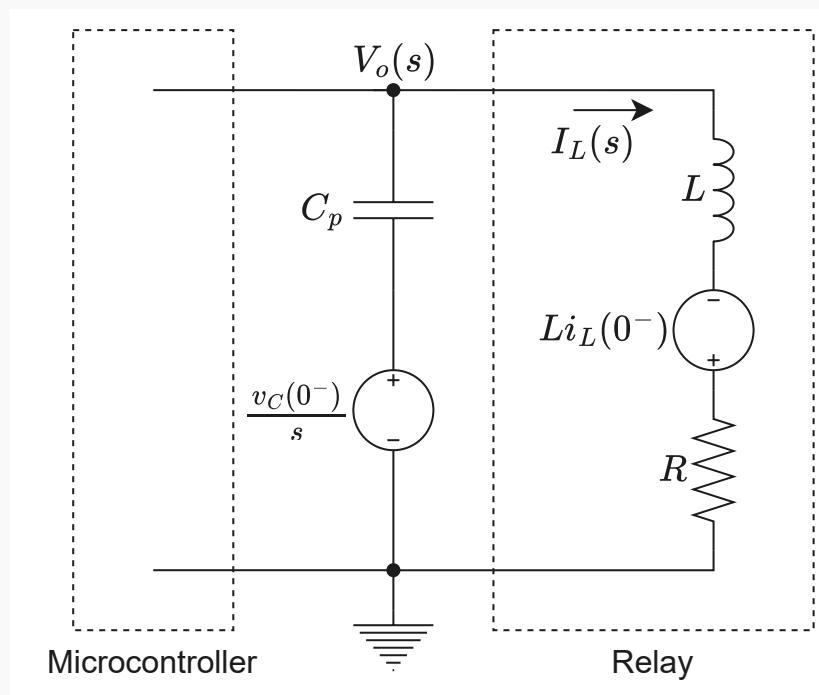 V_o(s)
I_L(s)
C_p
L
−
Li_L(0^−)
+
v_C(0^−)/s
+
−
R
Microcontroller
Relay